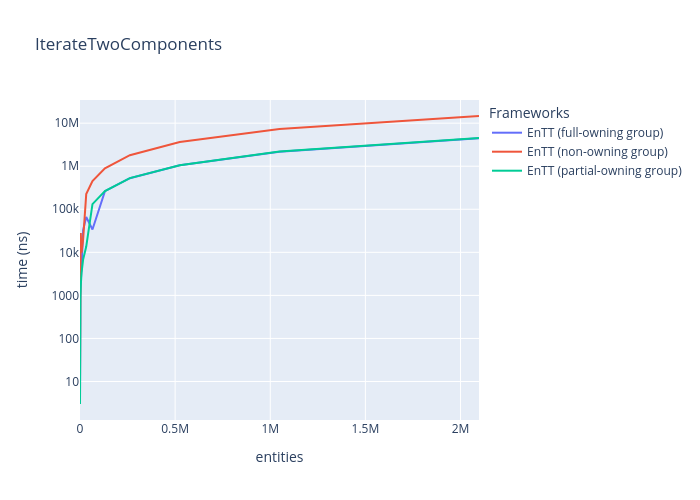 IterateTwoComponents
Frameworks
EnTT (full-owning group)
EnTT (non-owning group)
EnTT (partial-owning group)
10M
1M
100k
10k
1000
100
10
time (ns)
0
0.5M
1M
1.5M
2M
entities